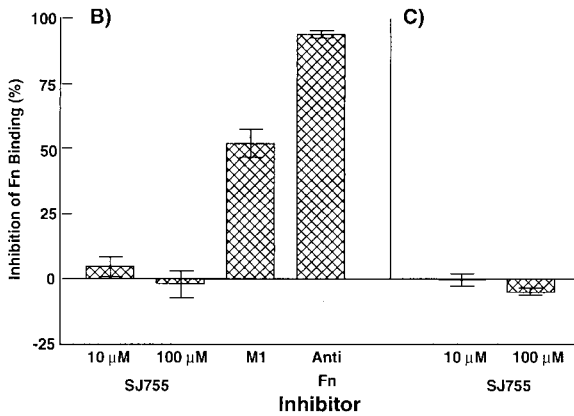 B)
C)
Inhibition of Fn Binding (%)
100
75
50
25
0
-25
10 µM 100 µM M1 Anti 10 µM 100 µM
SJ755 Fn SJ755
Inhibitor